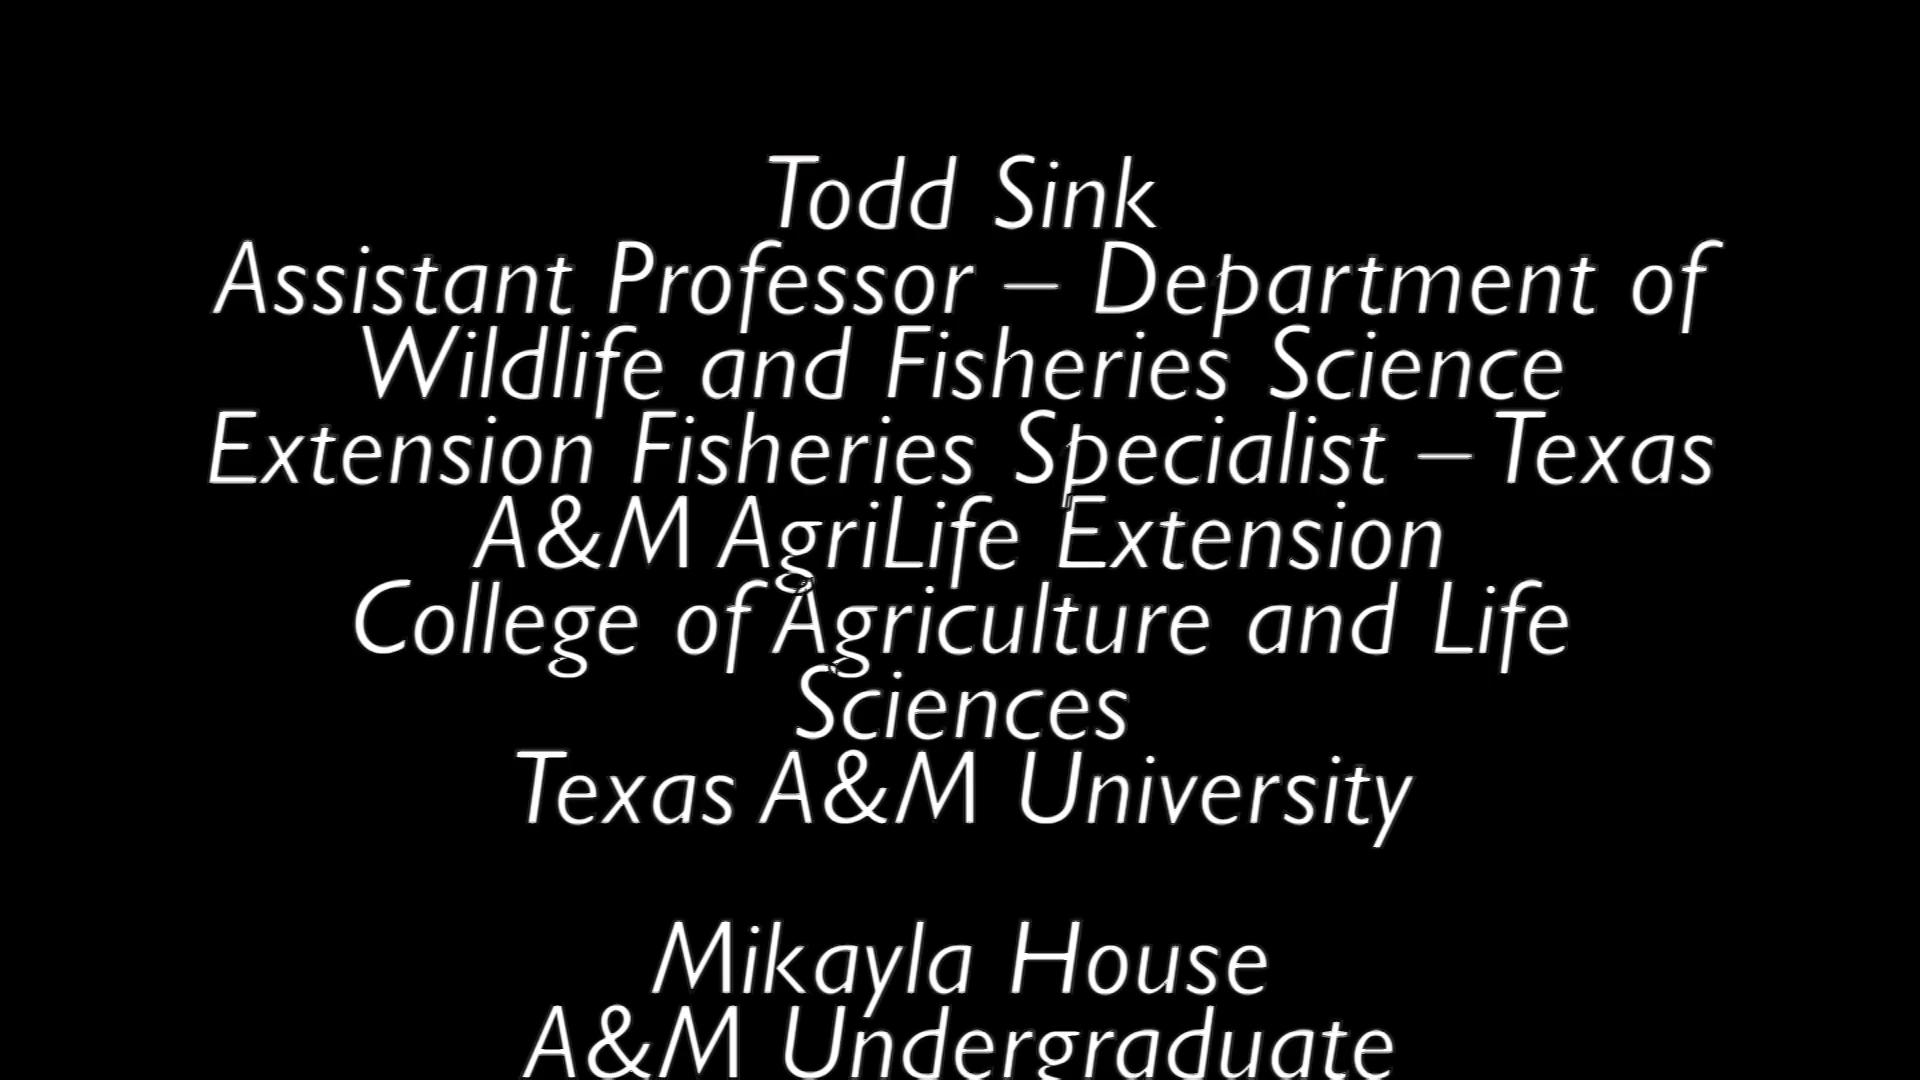 Todd Sink
Assistant Professor – Department of
Wildlife and Fisheries Science
Extension Fisheries Specialist – Texas
A&M AgriLife Extension
College of Agriculture and Life
Sciences
Texas A&M University
Mikayla House
A&M Undergraduate